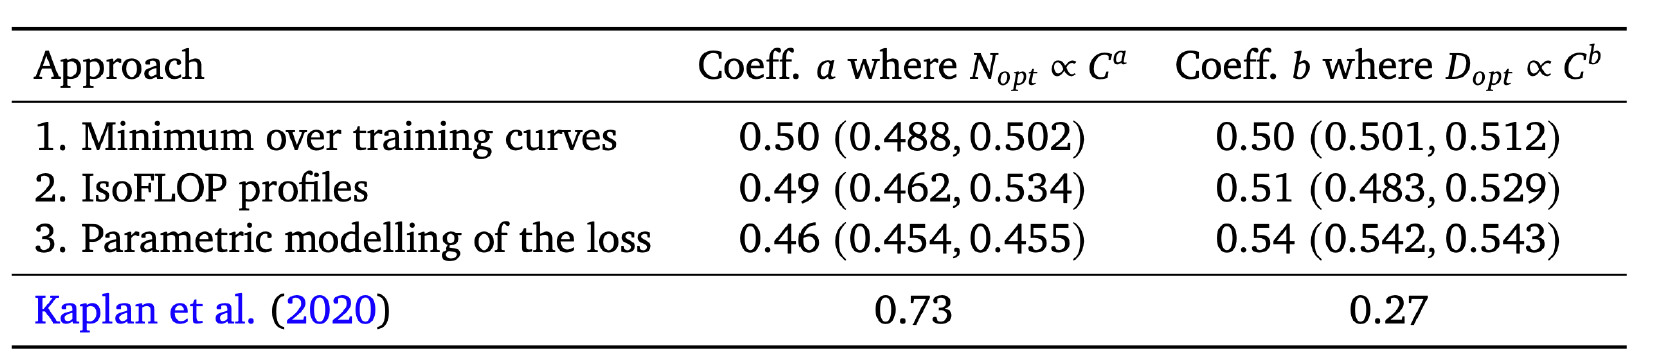 Approach Coeff. a where N_opt ∝ C^a Coeff. b where D_opt ∝ C^b
1. Minimum over training curves 0.50 (0.488, 0.502) 0.50 (0.501, 0.512)
2. IsoFLOP profiles 0.49 (0.462, 0.534) 0.51 (0.483, 0.529)
3. Parametric modelling of the loss 0.46 (0.454, 0.455) 0.54 (0.542, 0.543)
Kaplan et al. (2020) 0.73 0.27